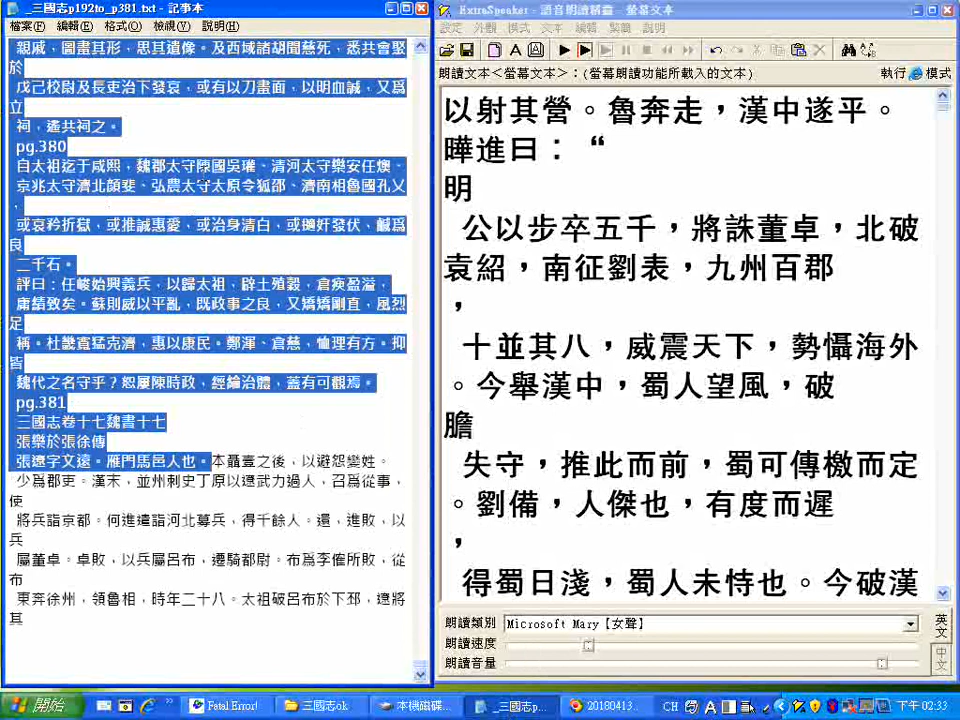 _三國志p192to_p381.txt - 記事本
檔案(F) 編輯(E) 格式(O) 檢視(V) 說明(H)
親戚，圖畫其形，思其遺像。及西域諸胡聞慈死，悉共會聚
於
戊己校尉及長吏治下發哀，或有以刀畫面，以明血誠，又爲
立
祠，遙共祠之。
pg.380
自太祖迄于咸熙，魏郡太守陳國吳瓘、清河太守樂安任燠、
京兆太守濟北顏斐、弘農太守太原令狐邵、濟南相魯國孔乂
，
或哀矜折獄，或推誠惠愛，或治身清白，或擿奸發伏，咸爲
良
二千石。
評曰：任峻始興義兵，以歸太祖，辟土殖穀，倉庾盈溢，
庸績致矣。蘇則威以平亂，既政事之良，又矯矯剛直，風烈
足
稱。杜畿寬猛克濟，惠以康民。鄭渾、倉慈，恤理有方。抑
皆
魏代之名守乎？恕屢陳時政，經論治體，蓋有可觀焉。
pg.381
三國志卷十七魏書十七
張樂於張徐傳
張遼字文遠。雁門馬邑人也。本聶壹之後，以避怨變姓。
少爲郡吏。漢末，並州刺史丁原以遼武力過人，召爲從事，
使
將兵詣京都。何進遣詣河北募兵，得千餘人。還，進敗，以
兵
屬董卓。卓敗，以兵屬呂布，遷騎都尉。布爲李傕所敗，從
布
東奔徐州，領魯相，時年二十八。太祖破呂布於下邳，遼將
其
ExtraSpeaker - 語音朗讀精靈 - 螢幕文本
設定 外觀 模式 文本 編輯 說明
朗讀文本<螢幕文本>：(螢幕朗讀功能所載入的文本)
執行 模式
以射其營。魯奔走，漢中遂平。
曄進曰：“
明
公以步卒五千，將誅董卓，北破
袁紹，南征劉表，九州百郡
，
十並其八，威震天下，勢懾海外
。今舉漢中，蜀人望風，破
膽
失守，推此而前，蜀可傳檄而定
。劉備，人傑也，有度而遲
，
得蜀日淺，蜀人未恃也。今破漢
朗讀類別 Microsoft Mary【女聲】
朗讀速度
朗讀音量
英文
中文
開始
Fatal Error!
三國志ok
本機磁碟...
_三國志p...
20180413...
CH
下午 02:33